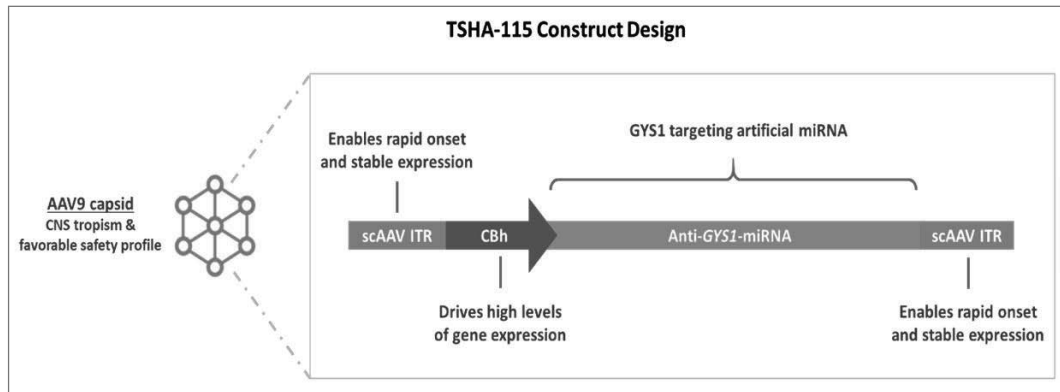 TSHA-115 Construct Design
GYS1 targeting artificial miRNA
Enables rapid onset
and stable expression
AAV9 capsid
CNS tropism &
favorable safety profile
scAAV ITR CBh Anti-GYS1-miRNA scAAV ITR
Drives high levels
of gene expression
Enables rapid onset
and stable expression